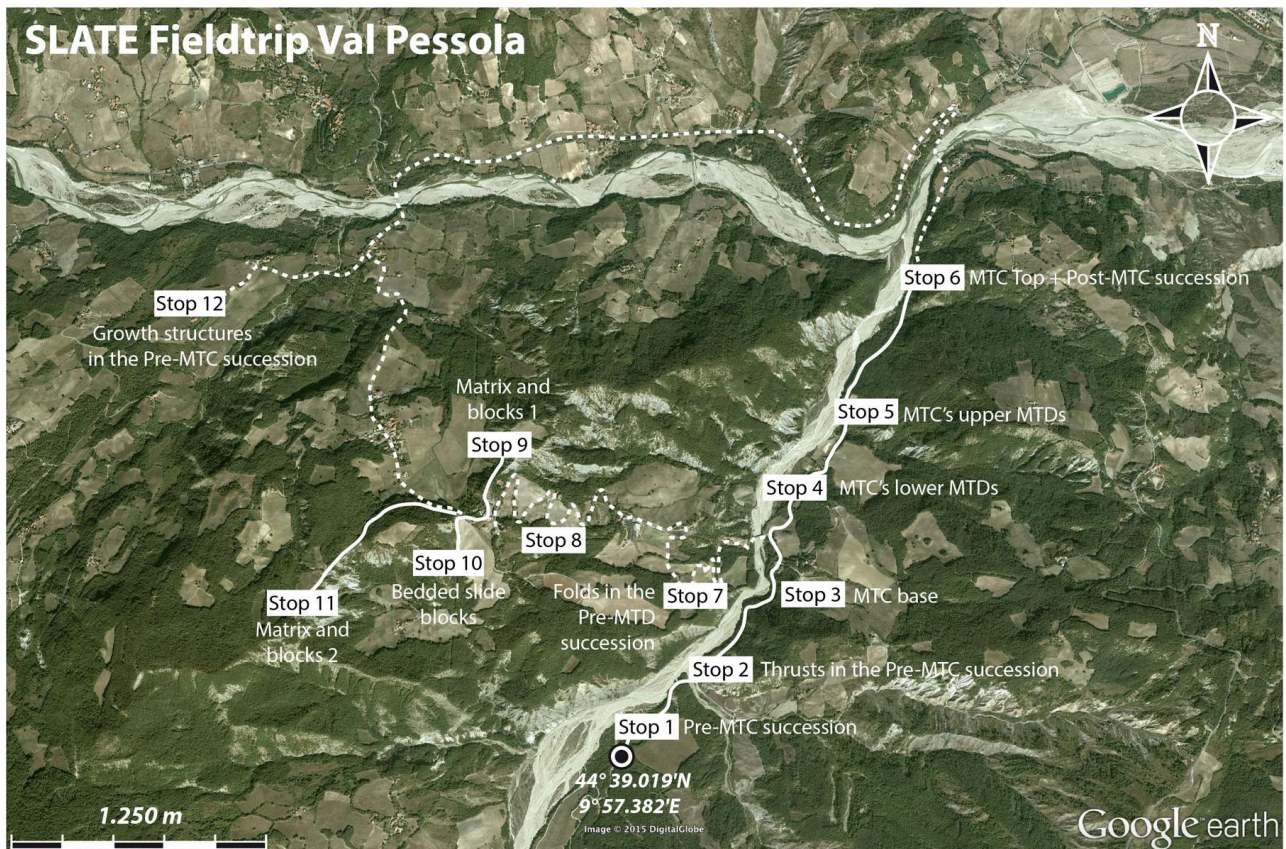 SLATE Fieldtrip Val Pessola
N
Stop 6 MTC Top + Post-MTC succession
Stop 12
Growth structures
in the Pre-MTC succession
Matrix and
blocks 1
Stop 9
Stop 5 MTC's upper MTDs
Stop 4 MTC's lower MTDs
Stop 8
Stop 10
Bedded slide
blocks
Stop 11
Matrix and
blocks 2
Folds in the
Pre-MTD
succession
Stop 7
Stop 3 MTC base
Stop 2 Thrusts in the Pre-MTC succession
Stop 1 Pre-MTC succession
44° 39.019'N
9° 57.382'E
Image © 2015 DigitalGlobe
1.250 m
Google earth